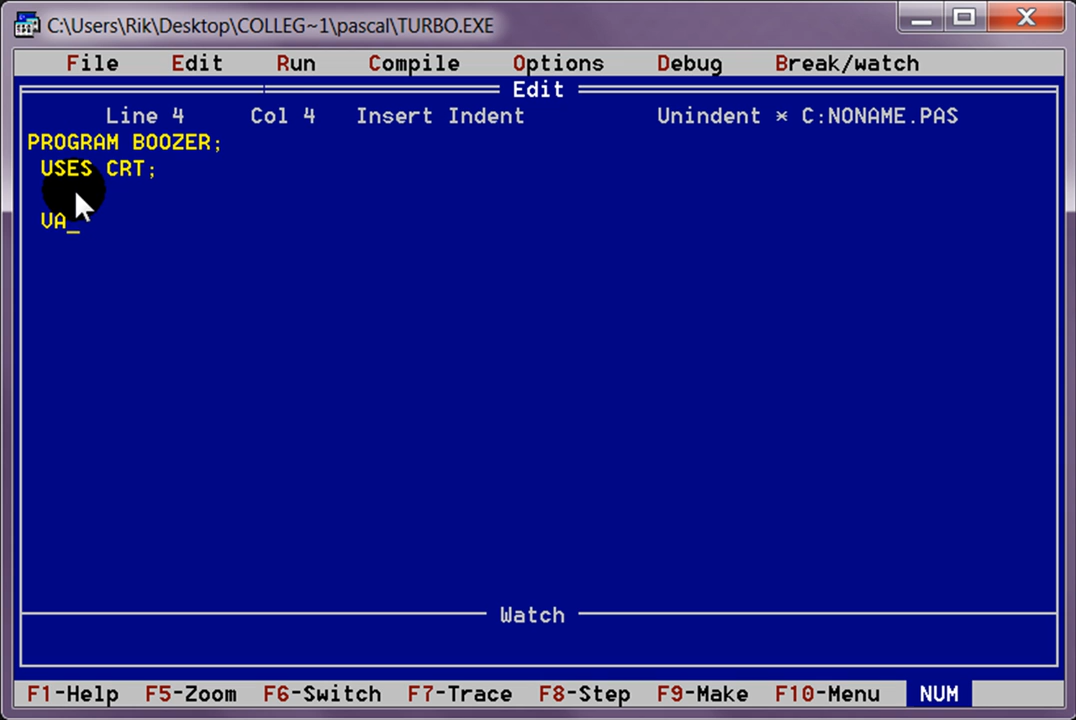 C:\Users\Rik\Desktop\COLLEG~1\pascal\TURBO.EXE
File Edit Run Compile Options Debug Break/watch
Edit
Line 4 Col 4 Insert Indent Unindent * C:NONAME.PAS
PROGRAM BOOZER;
USES CRT;
VA_
Watch
F1-Help F5-Zoom F6-Switch F7-Trace F8-Step F9-Make F10-Menu NUM